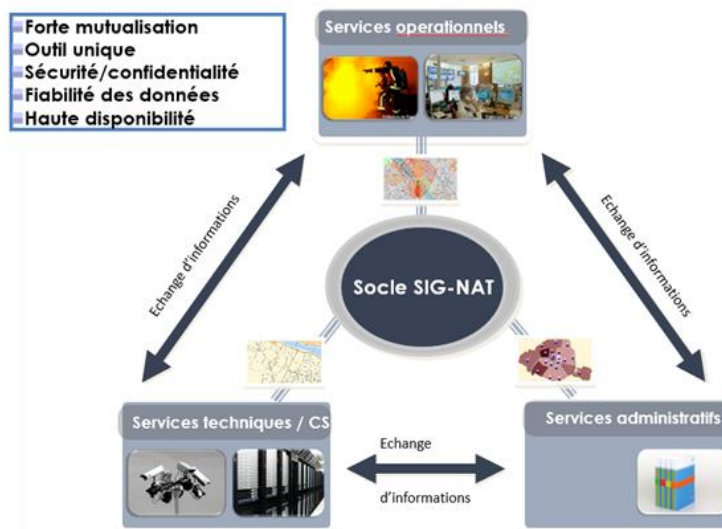 Forte mutualisation
Outil unique
Sécurité/confidentialité
Fiabilité des données
Haute disponibilité
Services operationnels
Echange d'informations
Echange d'informations
Socle SIG-NAT
Services techniques / CS
Services administratifs
Echange
d'informations